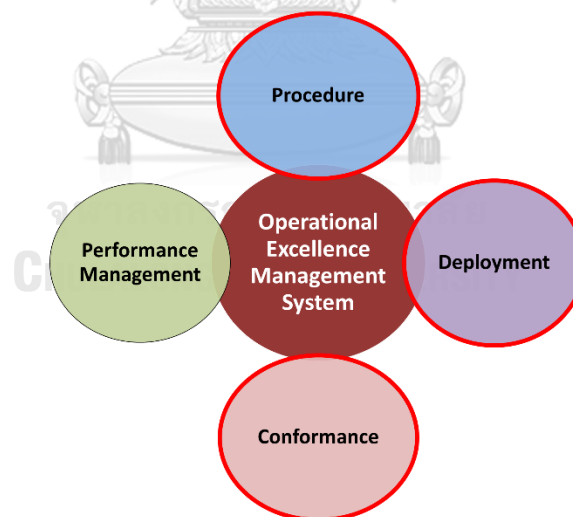 Procedure
Operational
Excellence
Management
System
Performance
Management
Deployment
Conformance